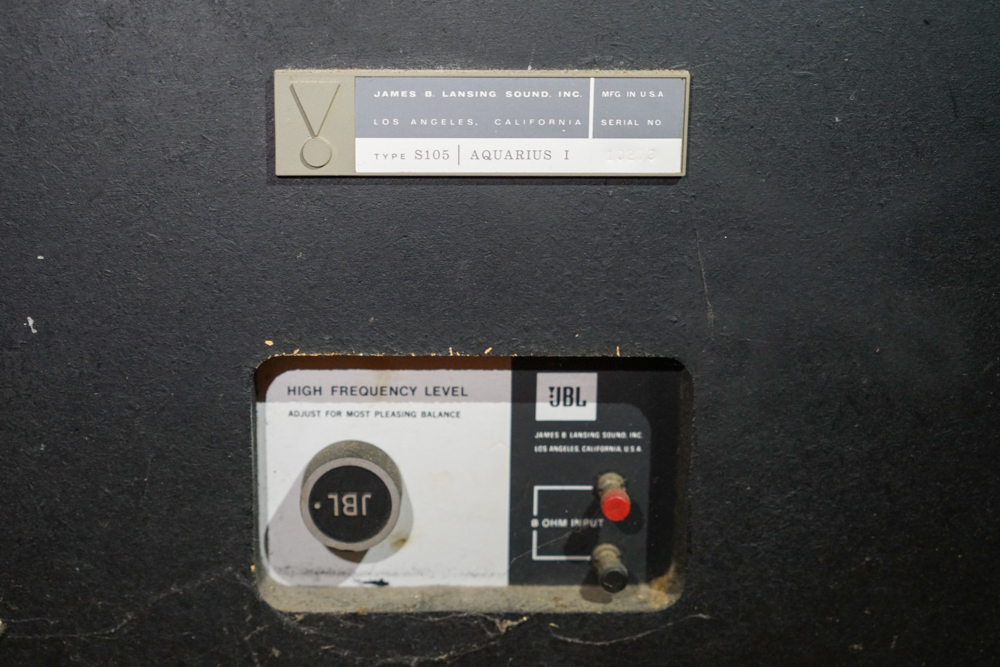 JAMES B. LANSING SOUND. INC.
MFG IN U.S.A
LOS ANGELES, CALIFORNIA
SERIAL NO
TYPE S105 | AQUARIUS I
HIGH FREQUENCY LEVEL
ADJUST FOR MOST PLEASING BALANCE
JBL
JBL
JAMES B. LANSING SOUND, INC.
LOS ANGELES, CALIFORNIA, U.S.A.
8 OHM INPUT